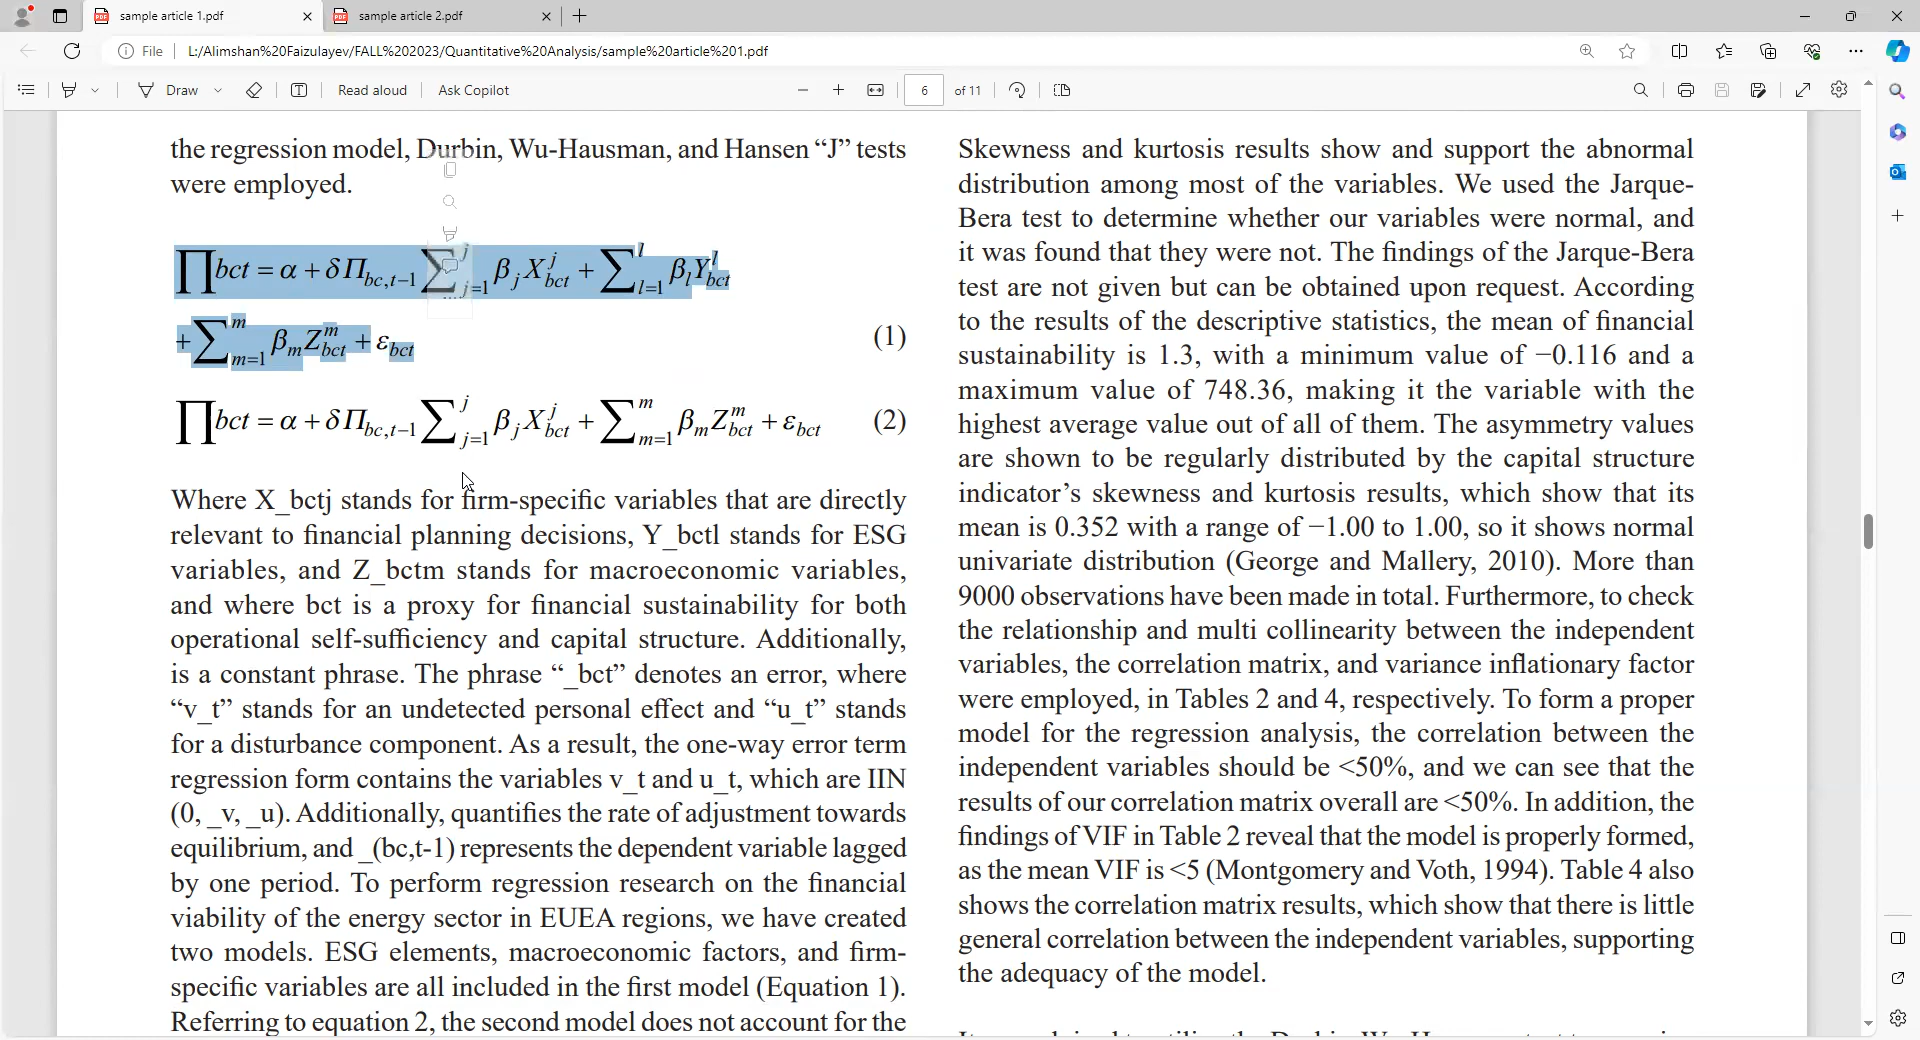 sample article 1.pdf
sample article 2.pdf
File
L:/Alimshan%20Faizulayev/FALL%202023/Quantitative%20Analysis/sample%20article%201.pdf
Draw
Read aloud
Ask Copilot
6
of 11
the regression model, Durbin, Wu-Hausman, and Hansen “J” tests
were employed.
∏bct = α + δΠ_{bc,t−1} ∑_{j=1}^{j} β_j X_{bct}^{j} + ∑_{l=1}^{l} β_l Y_{bct}^{l}
+ ∑_{m=1}^{m} β_m Z_{bct}^{m} + ε_{bct} (1)
∏bct = α + δΠ_{bc,t−1} ∑_{j=1}^{j} β_j X_{bct}^{j} + ∑_{m=1}^{m} β_m Z_{bct}^{m} + ε_{bct} (2)
Where X_bctj stands for firm-specific variables that are directly
relevant to financial planning decisions, Y_bctl stands for ESG
variables, and Z_bctm stands for macroeconomic variables,
and where bct is a proxy for financial sustainability for both
operational self-sufficiency and capital structure. Additionally,
is a constant phrase. The phrase “_bct” denotes an error, where
“v_t” stands for an undetected personal effect and “u_t” stands
for a disturbance component. As a result, the one-way error term
regression form contains the variables v_t and u_t, which are IIN
(0, _v, _u). Additionally, quantifies the rate of adjustment towards
equilibrium, and _(bc,t-1) represents the dependent variable lagged
by one period. To perform regression research on the financial
viability of the energy sector in EUEA regions, we have created
two models. ESG elements, macroeconomic factors, and firm-
specific variables are all included in the first model (Equation 1).
Referring to equation 2, the second model does not account for the
Skewness and kurtosis results show and support the abnormal
distribution among most of the variables. We used the Jarque-
Bera test to determine whether our variables were normal, and
it was found that they were not. The findings of the Jarque-Bera
test are not given but can be obtained upon request. According
to the results of the descriptive statistics, the mean of financial
sustainability is 1.3, with a minimum value of −0.116 and a
maximum value of 748.36, making it the variable with the
highest average value out of all of them. The asymmetry values
are shown to be regularly distributed by the capital structure
indicator’s skewness and kurtosis results, which show that its
mean is 0.352 with a range of −1.00 to 1.00, so it shows normal
univariate distribution (George and Mallery, 2010). More than
9000 observations have been made in total. Furthermore, to check
the relationship and multi collinearity between the independent
variables, the correlation matrix, and variance inflationary factor
were employed, in Tables 2 and 4, respectively. To form a proper
model for the regression analysis, the correlation between the
independent variables should be <50%, and we can see that the
results of our correlation matrix overall are <50%. In addition, the
findings of VIF in Table 2 reveal that the model is properly formed,
as the mean VIF is <5 (Montgomery and Voth, 1994). Table 4 also
shows the correlation matrix results, which show that there is little
general correlation between the independent variables, supporting
the adequacy of the model.